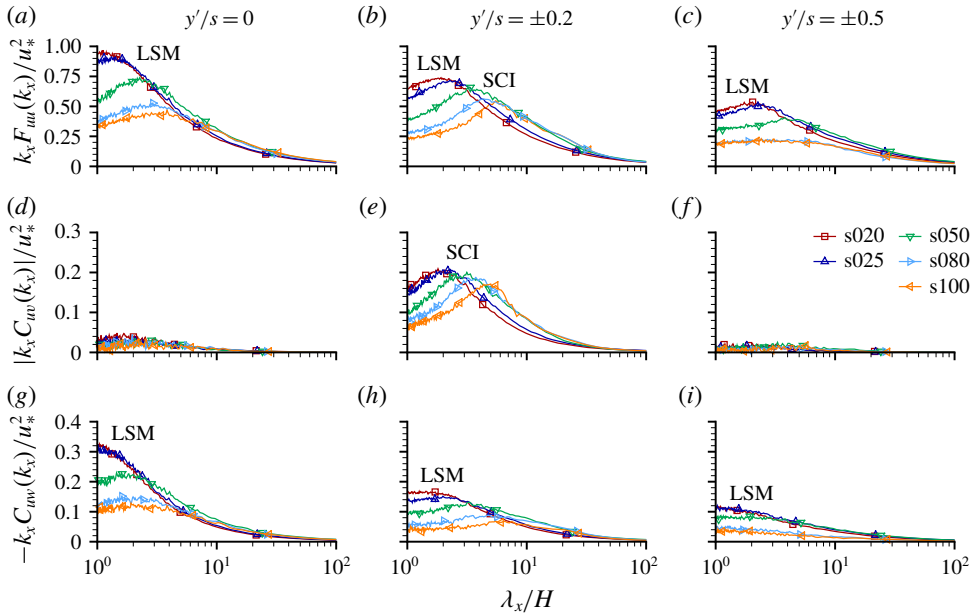 (a) y′/s = 0 (b) y′/s = ±0.2 (c) y′/s = ±0.5
k_x F_uu(k_x)/u_*^2
1.00
0.75
0.50
0.25
0
LSM
LSM
SCI
LSM
(d) (e) (f)
|k_x C_uv(k_x)|/u_*^2
0.3
0.2
0.1
0
SCI
s020 s050
s025 s080
s100
(g) (h) (i)
−k_x C_uw(k_x)/u_*^2
0.4
0.3
0.2
0.1
0
LSM
LSM
LSM
10^0 10^1 10^2 10^0 10^1 10^2 10^0 10^1 10^2
λ_x/H